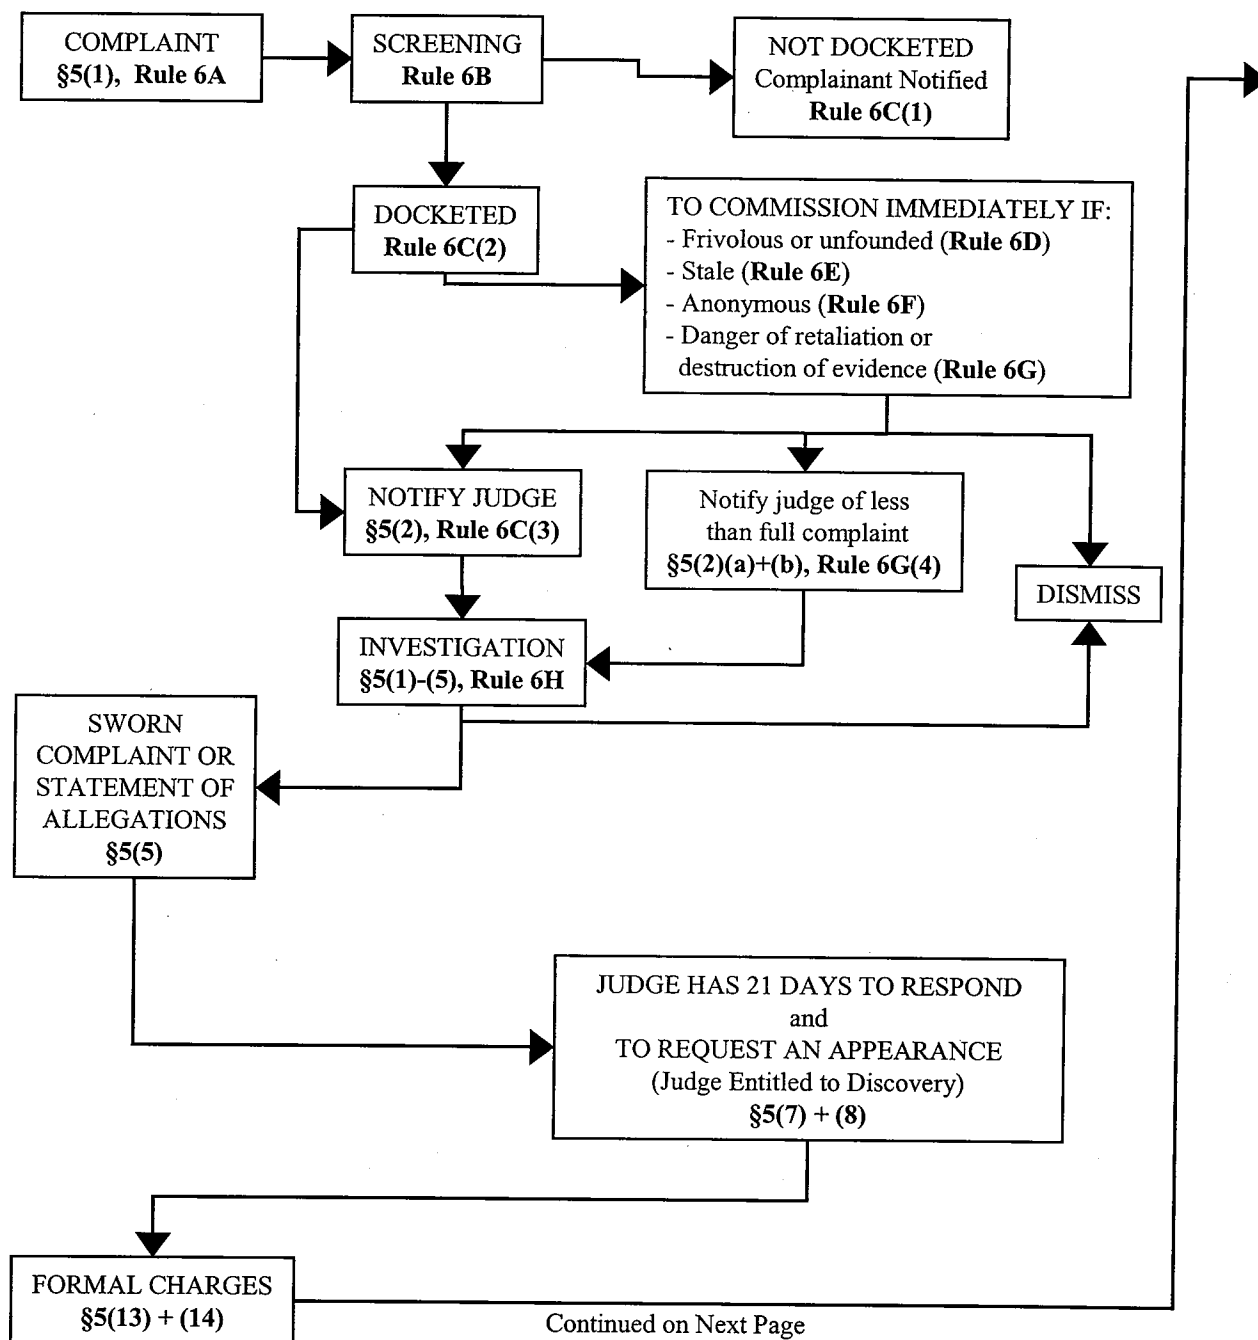 COMPLAINT
§5(1), Rule 6A
SCREENING
Rule 6B
NOT DOCKETED
Complainant Notified
Rule 6C(1)
DOCKETED
Rule 6C(2)
TO COMMISSION IMMEDIATELY IF:
- Frivolous or unfounded (Rule 6D)
- Stale (Rule 6E)
- Anonymous (Rule 6F)
- Danger of retaliation or
destruction of evidence (Rule 6G)
NOTIFY JUDGE
§5(2), Rule 6C(3)
Notify judge of less
than full complaint
§5(2)(a)+(b), Rule 6G(4)
DISMISS
INVESTIGATION
§5(1)-(5), Rule 6H
SWORN
COMPLAINT OR
STATEMENT OF
ALLEGATIONS
§5(5)
JUDGE HAS 21 DAYS TO RESPOND
and
TO REQUEST AN APPEARANCE
(Judge Entitled to Discovery)
§5(7) + (8)
FORMAL CHARGES
§5(13) + (14)
Continued on Next Page